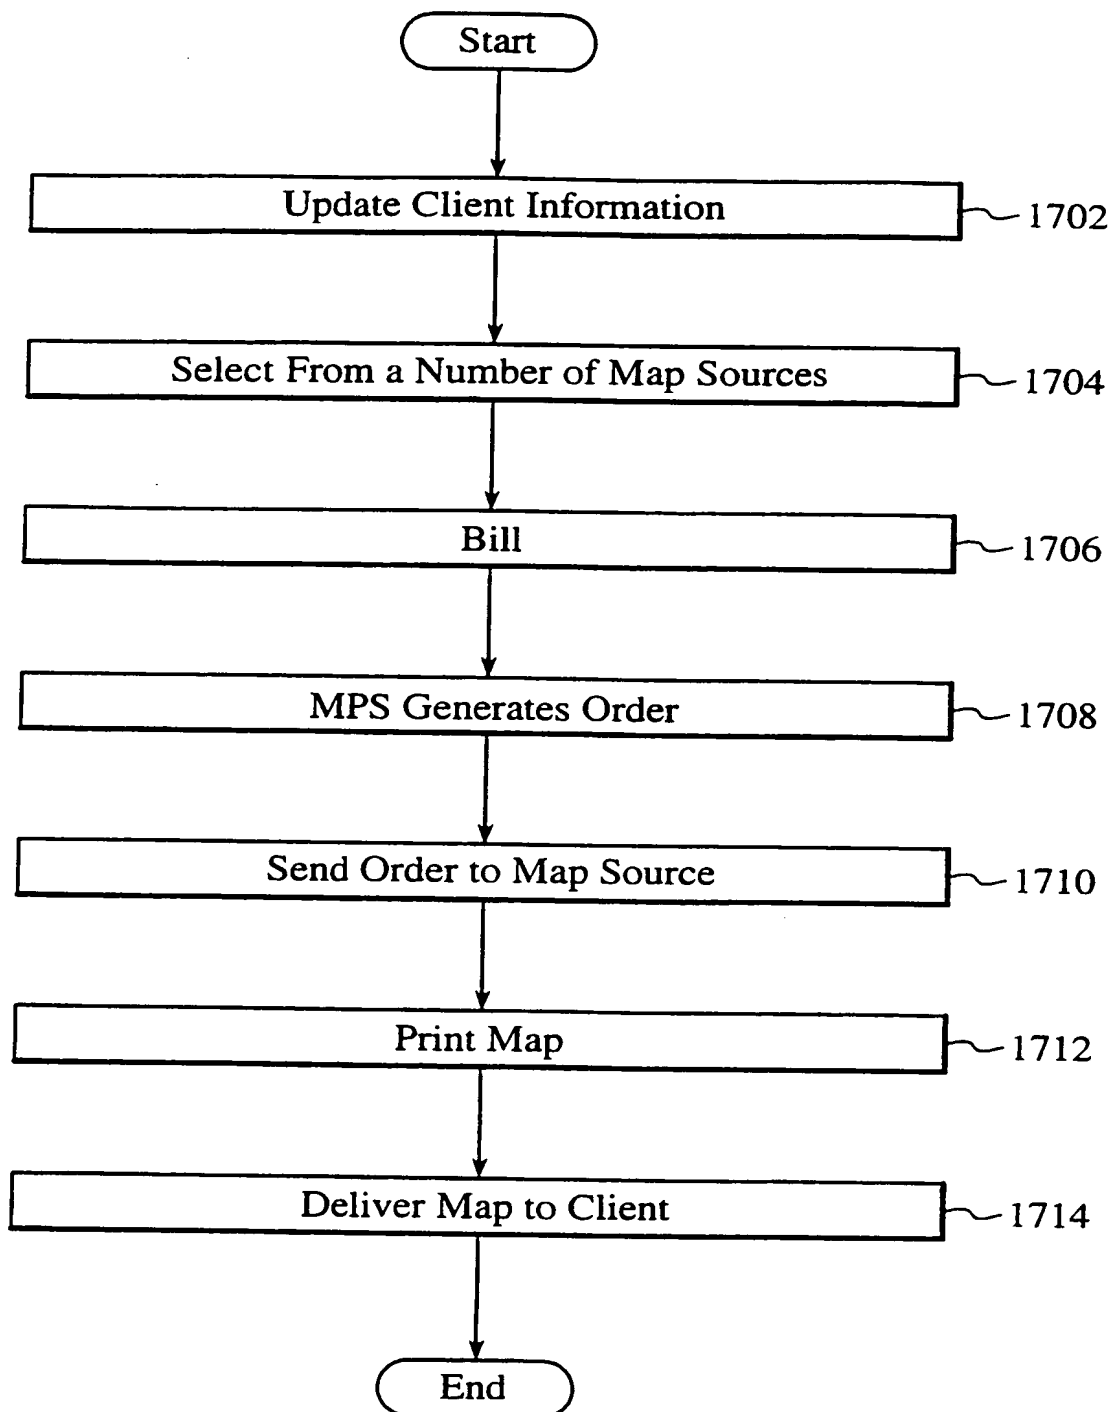 Start
Update Client Information
1702
Select From a Number of Map Sources
1704
Bill
1706
MPS Generates Order
1708
Send Order to Map Source
1710
Print Map
1712
Deliver Map to Client
1714
End